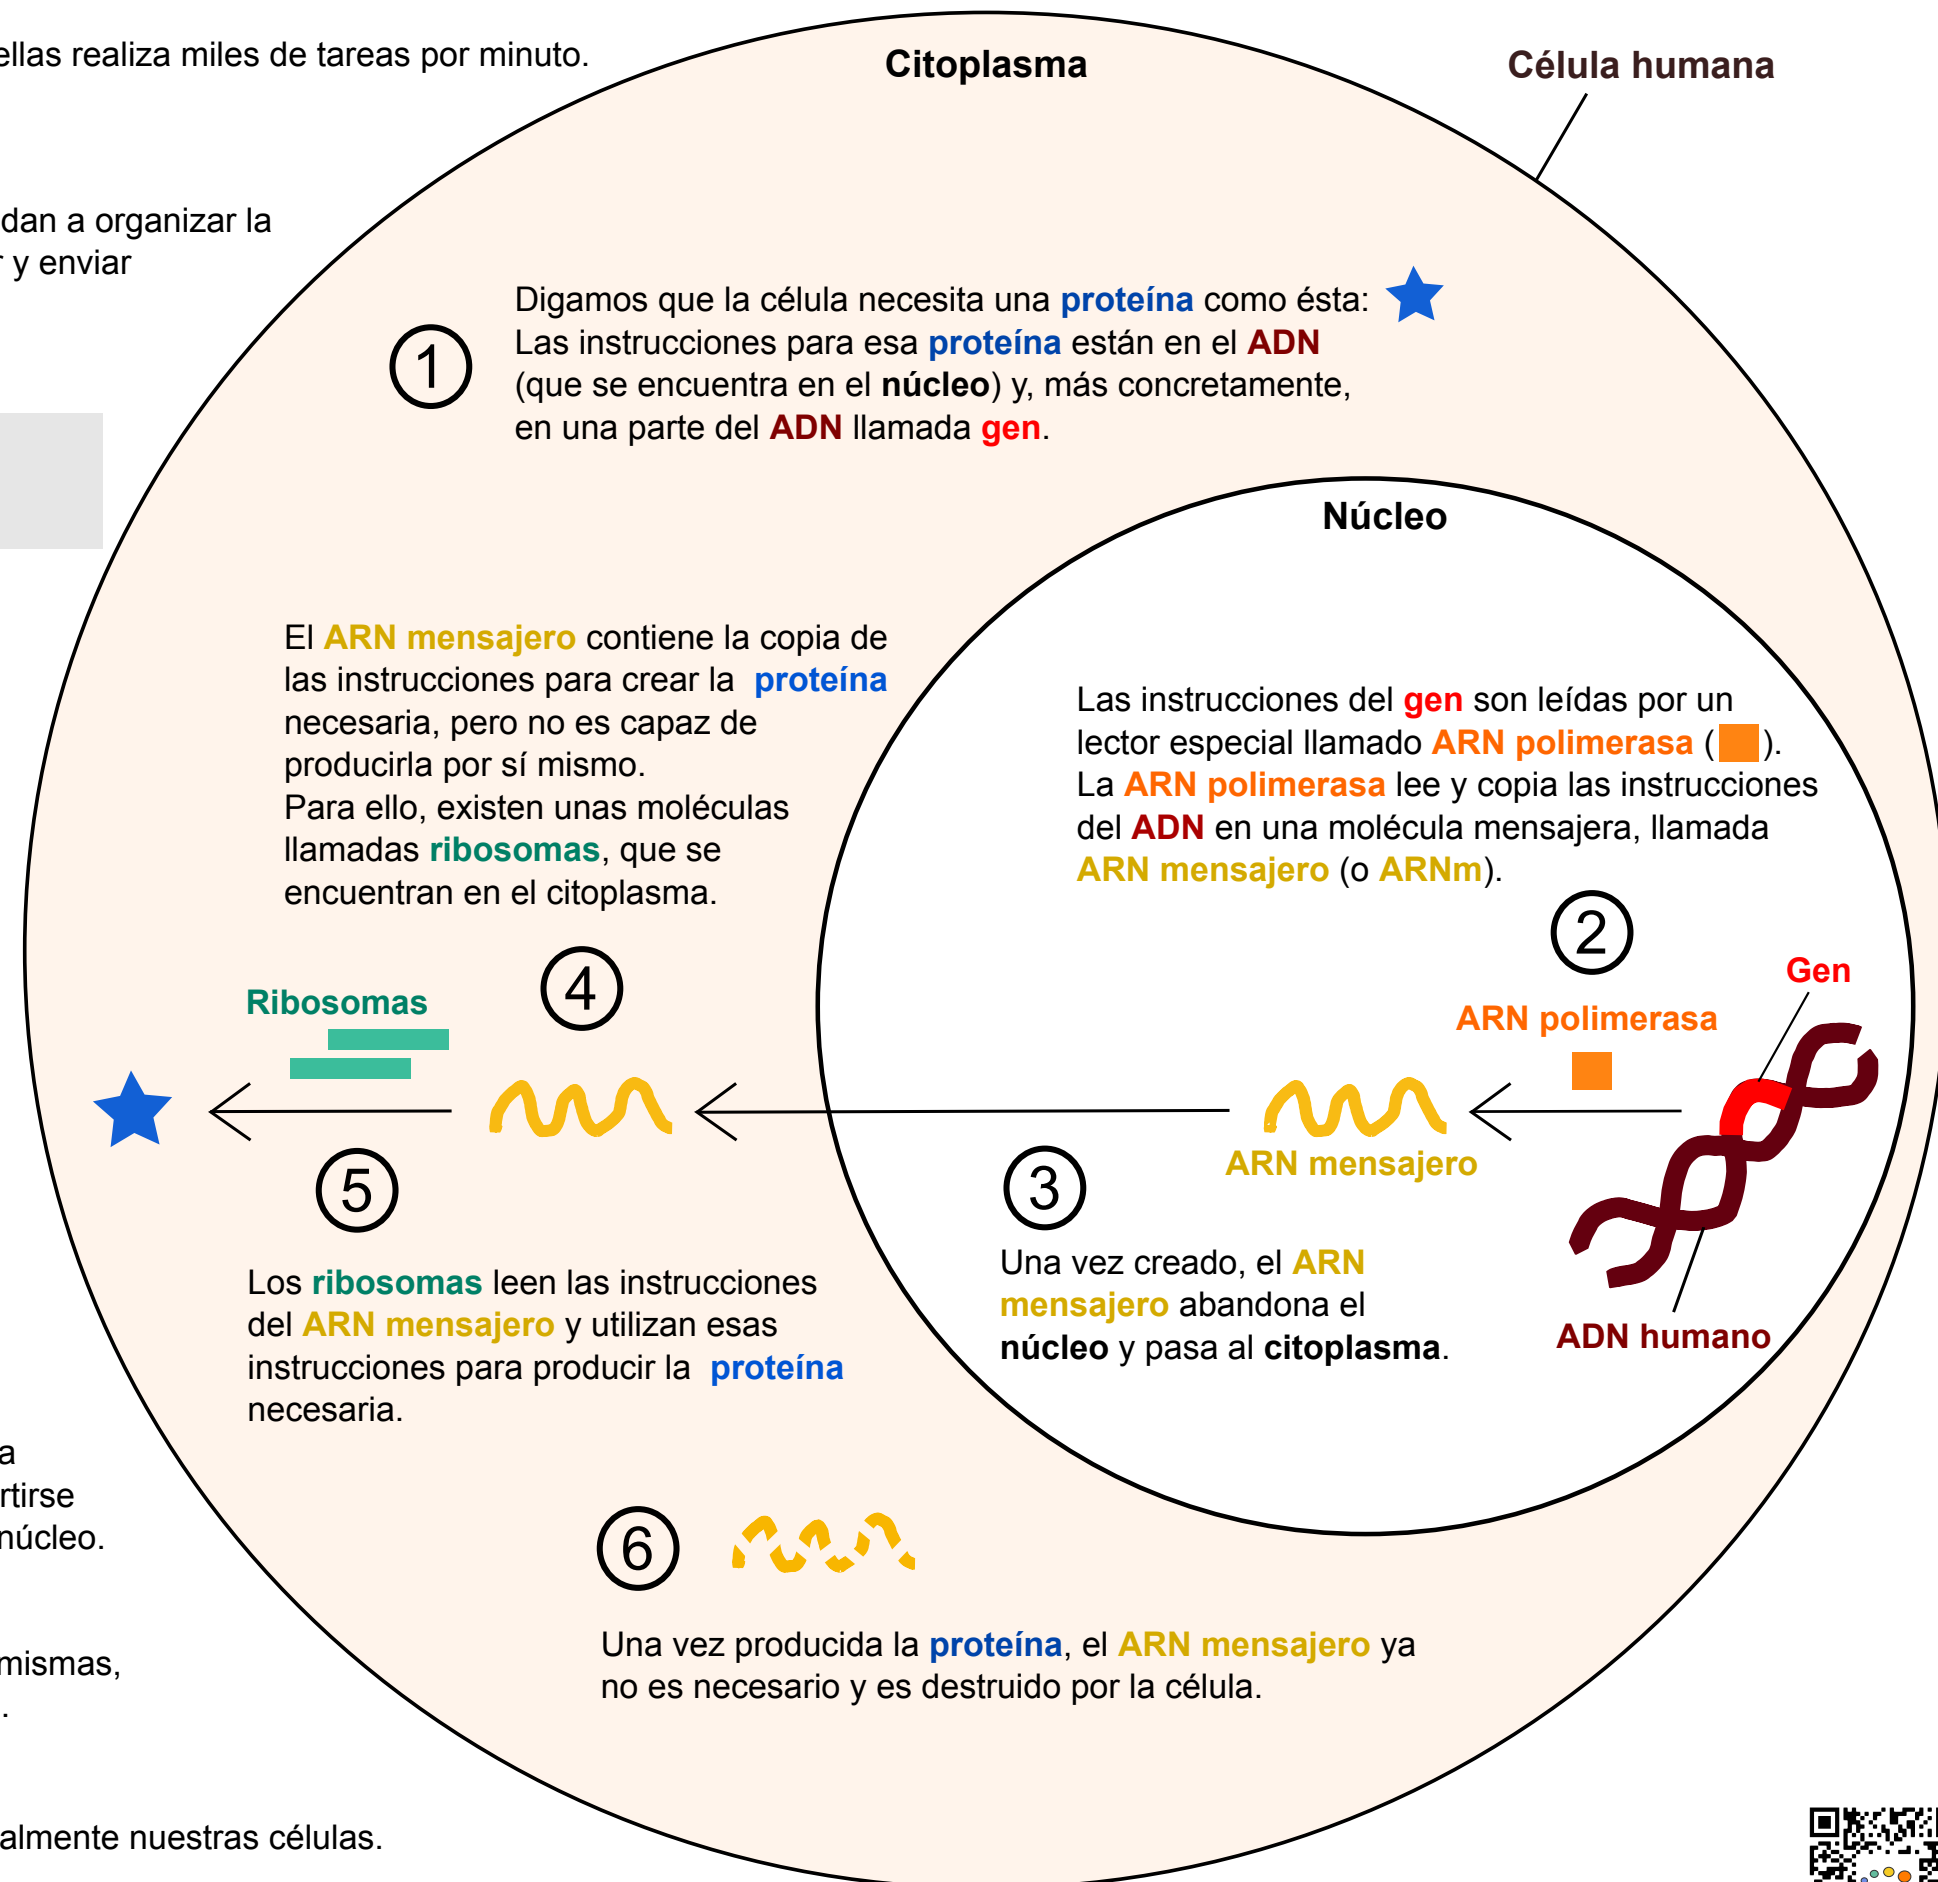 ellas realiza miles de tareas por minuto.
Citoplasma
Célula humana
dan a organizar la
y enviar
Digamos que la célula necesita una proteína como ésta:
1
Las instrucciones para esa proteína están en el ADN
(que se encuentra en el núcleo) y, más concretamente,
en una parte del ADN llamada gen.
Núcleo
El ARN mensajero contiene la copia de
las instrucciones para crear la proteína
necesaria, pero no es capaz de
producirla por sí mismo.
Para ello, existen unas moléculas
llamadas ribosomas, que se
encuentran en el citoplasma.
Las instrucciones del gen son leídas por un
lector especial llamado ARN polimerasa ( ).
La ARN polimerasa lee y copia las instrucciones
del ADN en una molécula mensajera, llamada
ARN mensajero (o ARNm).
2
Gen
ARN polimerasa
4
Ribosomas
ARN mensajero
3
5
Una vez creado, el ARN
mensajero abandona el
núcleo y pasa al citoplasma.
ADN humano
Los ribosomas leen las instrucciones
del ARN mensajero y utilizan esas
instrucciones para producir la proteína
necesaria.
a
rtirse
núcleo.
6
Una vez producida la proteína, el ARN mensajero ya
no es necesario y es destruido por la célula.
mismas,
.
almente nuestras células.